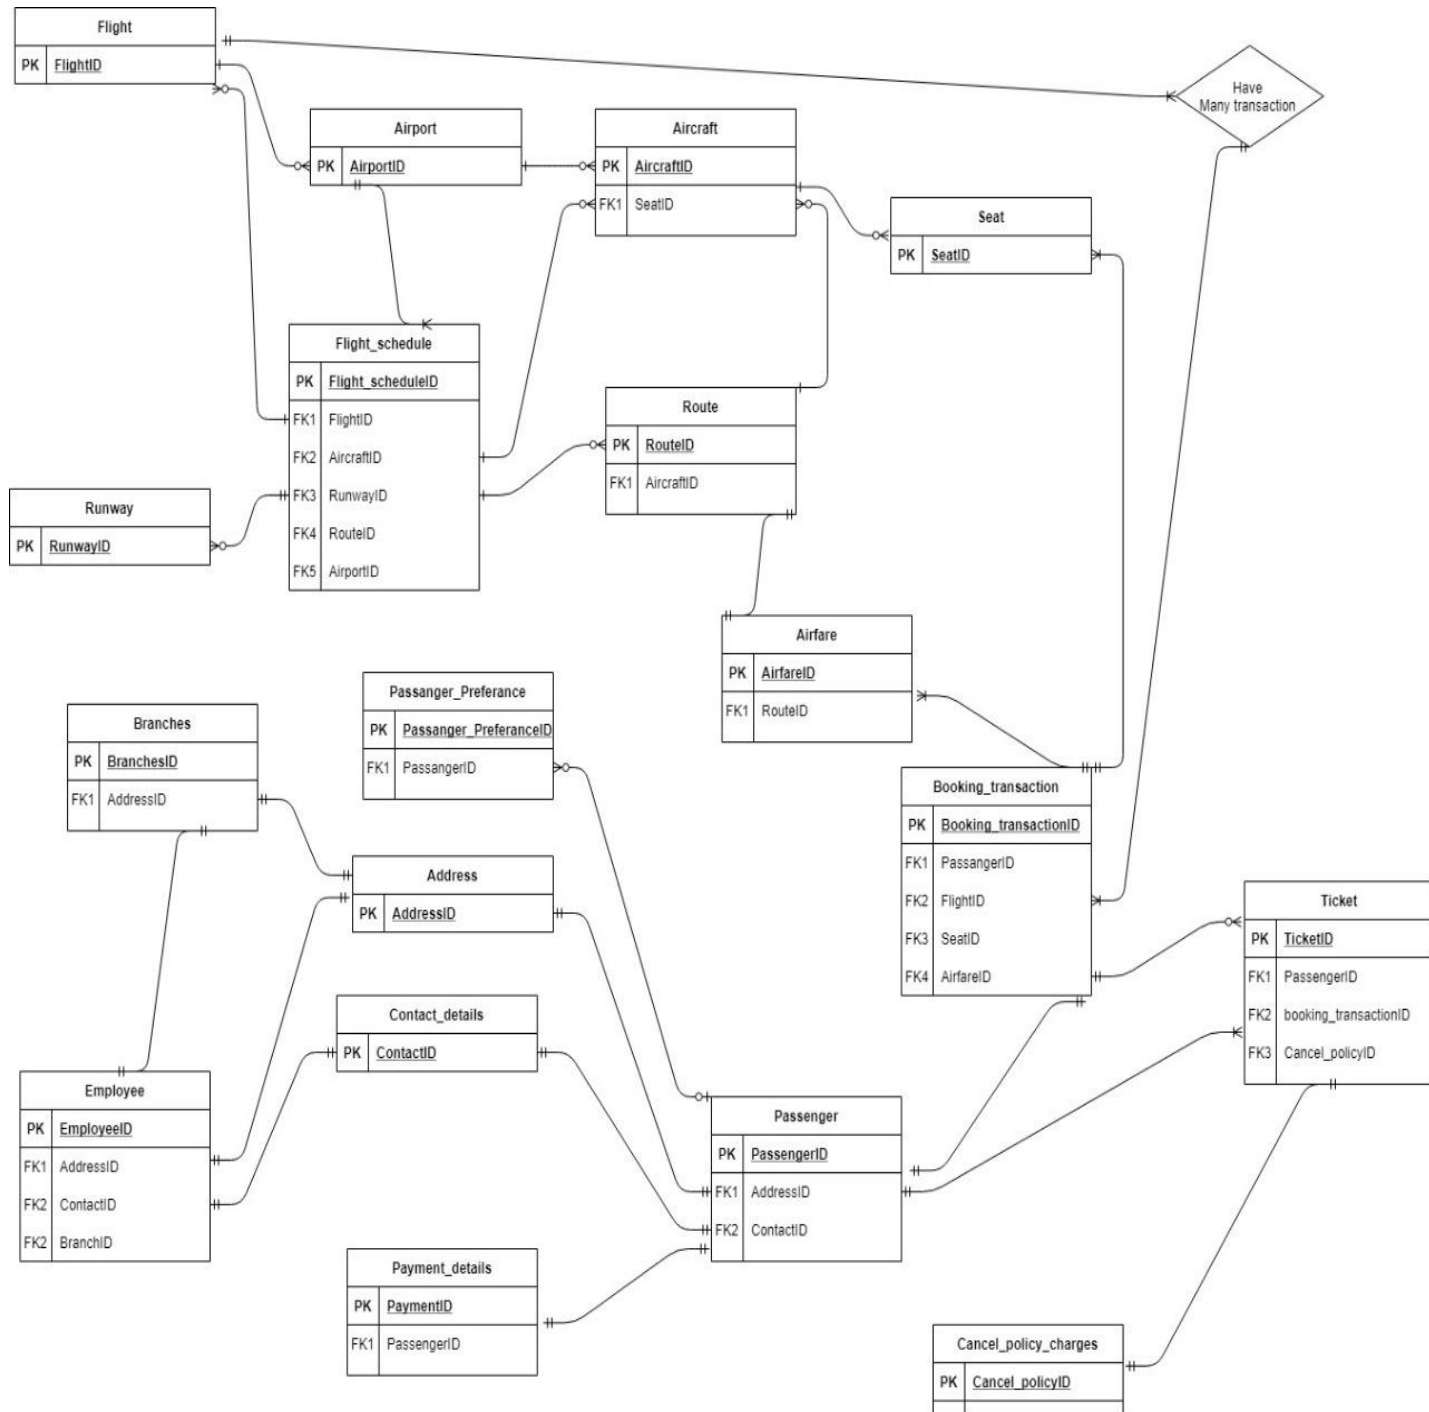 Flight
PK FlightID
Have
Many transaction
Airport
PK AirportID
Aircraft
PK AircraftID
FK1 SeatID
Seat
PK SeatID
Flight_schedule
PK Flight_scheduleID
FK1 FlightID
FK2 AircraftID
FK3 RunwayID
FK4 RouteID
FK5 AirportID
Route
PK RouteID
FK1 AircraftID
Runway
PK RunwayID
Airfare
PK AirfareID
FK1 RouteID
Passanger_Preferance
PK Passanger_PreferanceID
FK1 PassangerID
Branches
PK BranchesID
FK1 AddressID
Booking_transaction
PK Booking_transactionID
FK1 PassangerID
FK2 FlightID
FK3 SeatID
FK4 AirfareID
Address
PK AddressID
Ticket
PK TicketID
FK1 PassengerID
FK2 booking_transactionID
FK3 Cancel_policyID
Contact_details
PK ContactID
Employee
PK EmployeeID
FK1 AddressID
FK2 ContactID
FK2 BranchID
Passenger
PK PassengerID
FK1 AddressID
FK2 ContactID
Payment_details
PK PaymentID
FK1 PassengerID
Cancel_policy_charges
PK Cancel_policyID